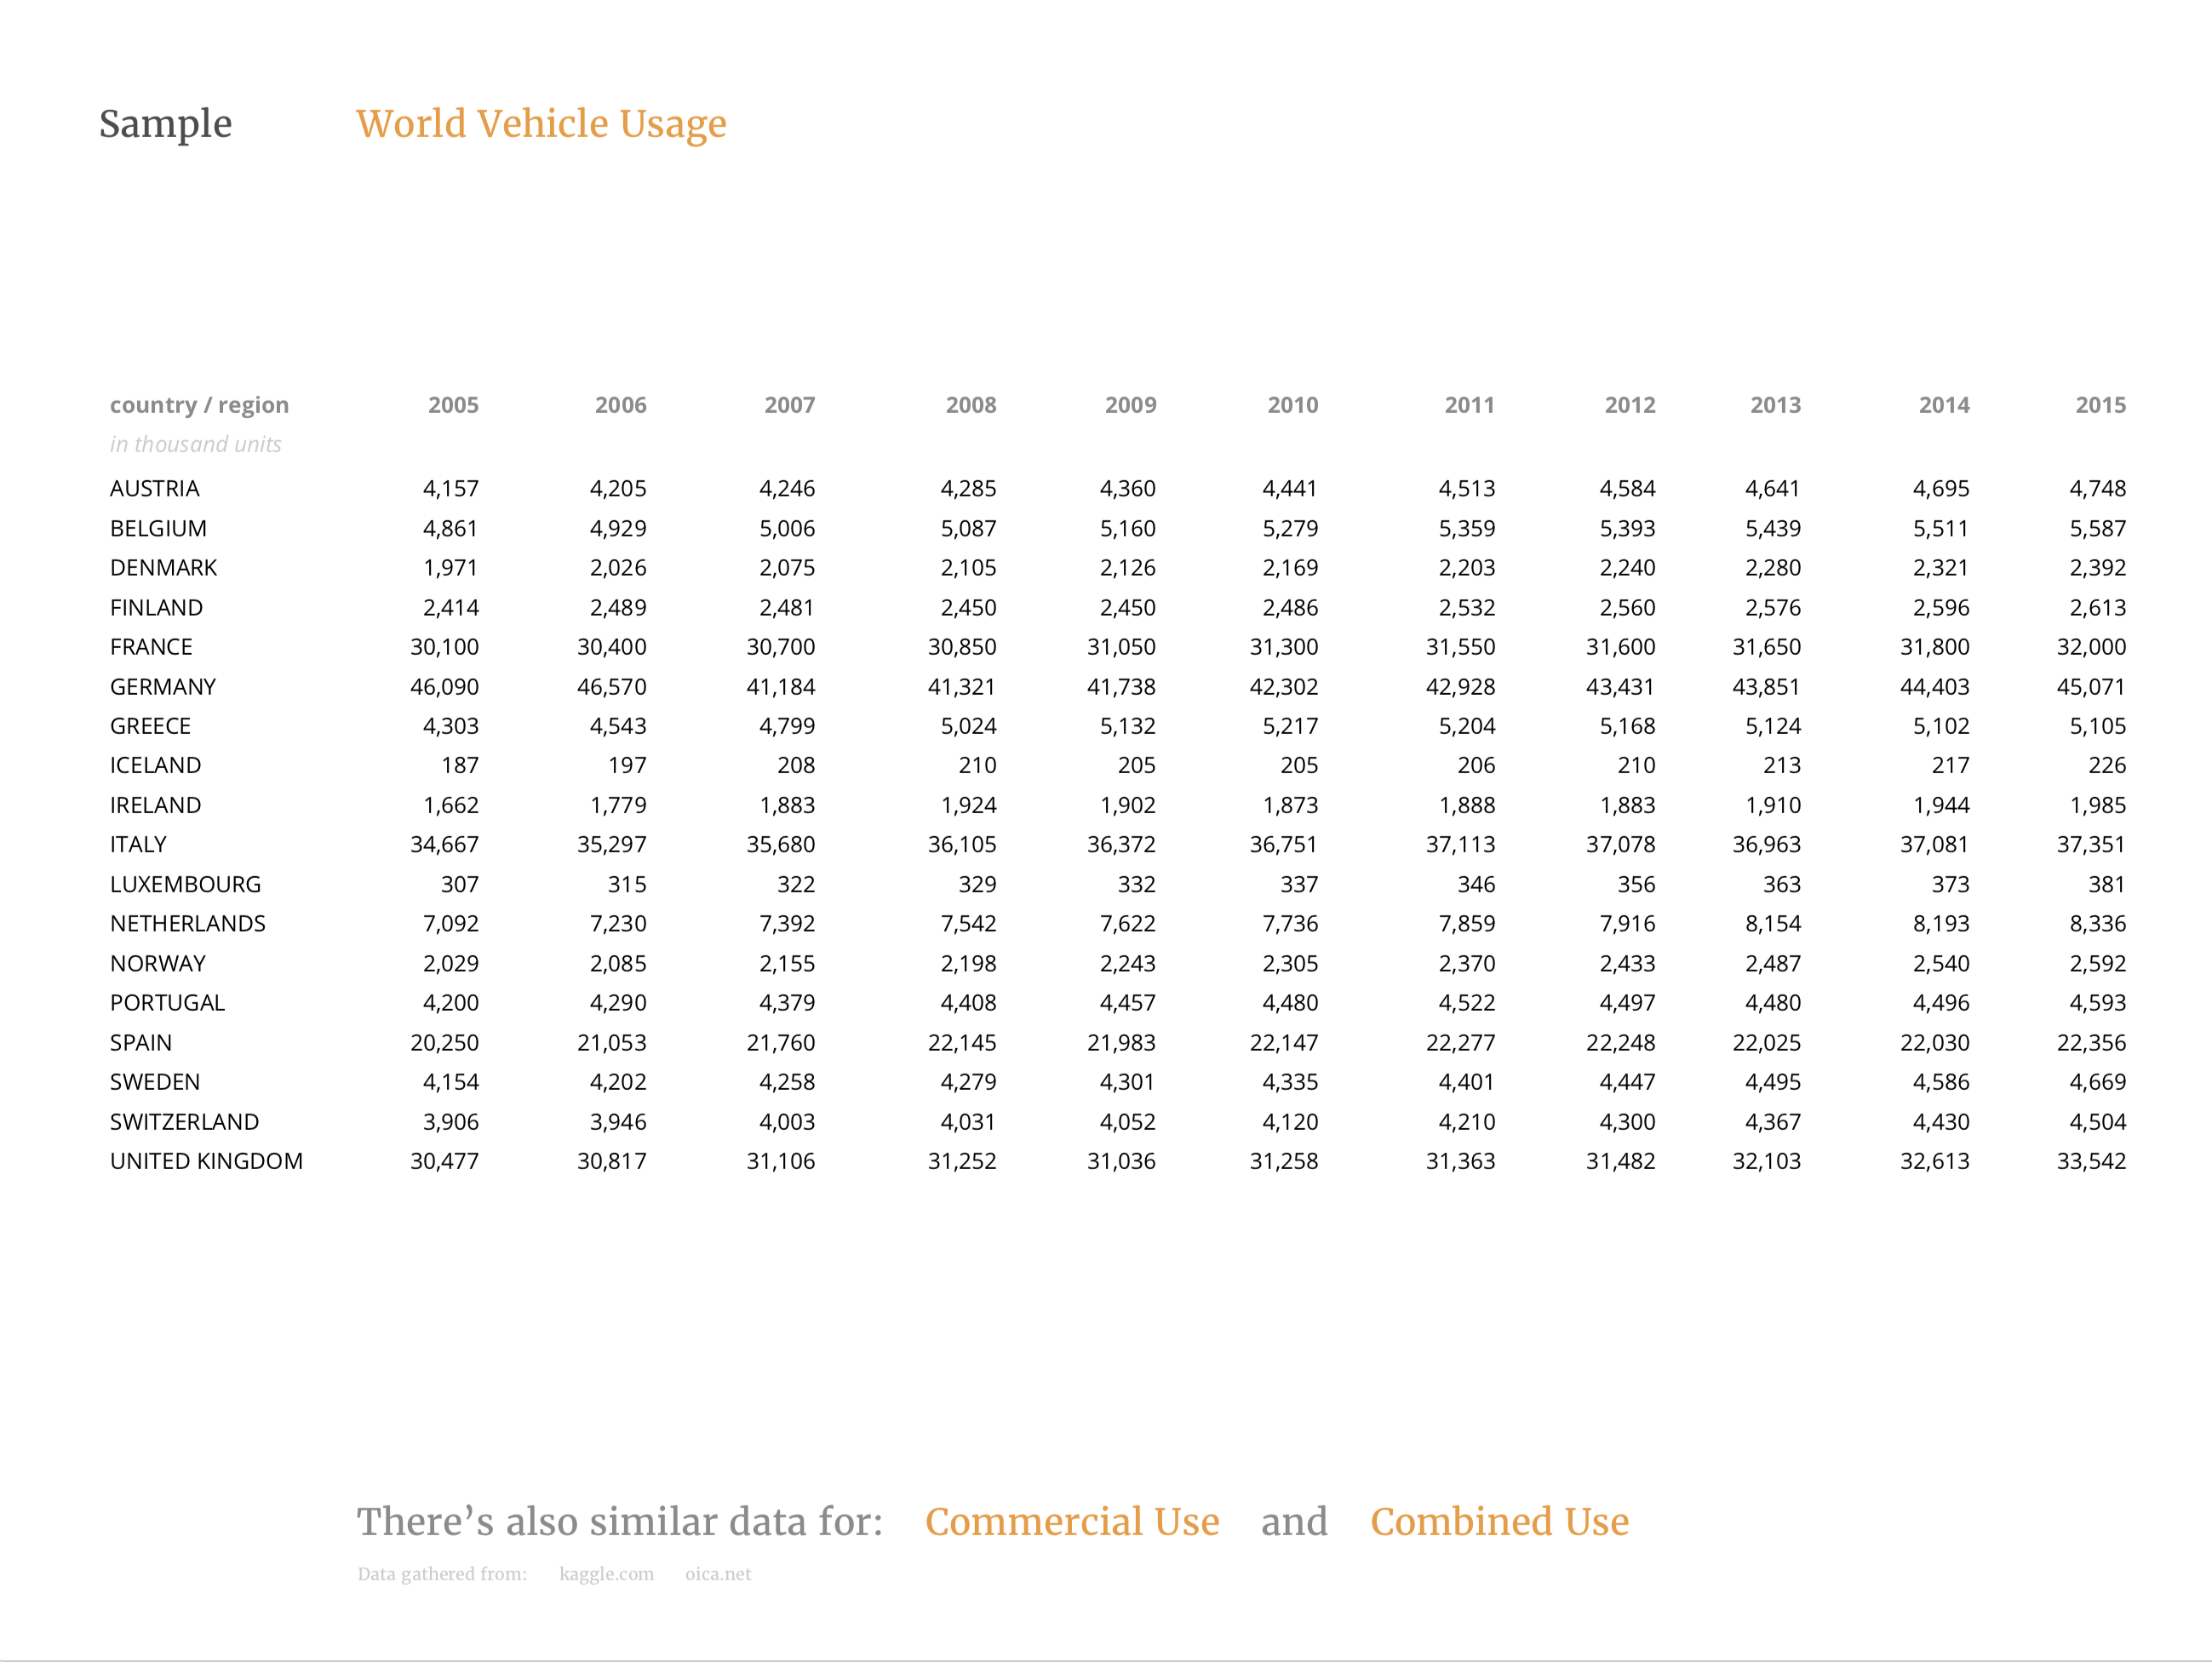 Sample World Vehicle Usage
country / region 2005 2006 2007 2008 2009 2010 2011 2012 2013 2014 2015
in thousand units
AUSTRIA 4,157 4,205 4,246 4,285 4,360 4,441 4,513 4,584 4,641 4,695 4,748
BELGIUM 4,861 4,929 5,006 5,087 5,160 5,279 5,359 5,393 5,439 5,511 5,587
DENMARK 1,971 2,026 2,075 2,105 2,126 2,169 2,203 2,240 2,280 2,321 2,392
FINLAND 2,414 2,489 2,481 2,450 2,450 2,486 2,532 2,560 2,576 2,596 2,613
FRANCE 30,100 30,400 30,700 30,850 31,050 31,300 31,550 31,600 31,650 31,800 32,000
GERMANY 46,090 46,570 41,184 41,321 41,738 42,302 42,928 43,431 43,851 44,403 45,071
GREECE 4,303 4,543 4,799 5,024 5,132 5,217 5,204 5,168 5,124 5,102 5,105
ICELAND 187 197 208 210 205 205 206 210 213 217 226
IRELAND 1,662 1,779 1,883 1,924 1,902 1,873 1,888 1,883 1,910 1,944 1,985
ITALY 34,667 35,297 35,680 36,105 36,372 36,751 37,113 37,078 36,963 37,081 37,351
LUXEMBOURG 307 315 322 329 332 337 346 356 363 373 381
NETHERLANDS 7,092 7,230 7,392 7,542 7,622 7,736 7,859 7,916 8,154 8,193 8,336
NORWAY 2,029 2,085 2,155 2,198 2,243 2,305 2,370 2,433 2,487 2,540 2,592
PORTUGAL 4,200 4,290 4,379 4,408 4,457 4,480 4,522 4,497 4,480 4,496 4,593
SPAIN 20,250 21,053 21,760 22,145 21,983 22,147 22,277 22,248 22,025 22,030 22,356
SWEDEN 4,154 4,202 4,258 4,279 4,301 4,335 4,401 4,447 4,495 4,586 4,669
SWITZERLAND 3,906 3,946 4,003 4,031 4,052 4,120 4,210 4,300 4,367 4,430 4,504
UNITED KINGDOM 30,477 30,817 31,106 31,252 31,036 31,258 31,363 31,482 32,103 32,613 33,542
There’s also similar data for: Commercial Use and Combined Use
Data gathered from: kaggle.com oica.net